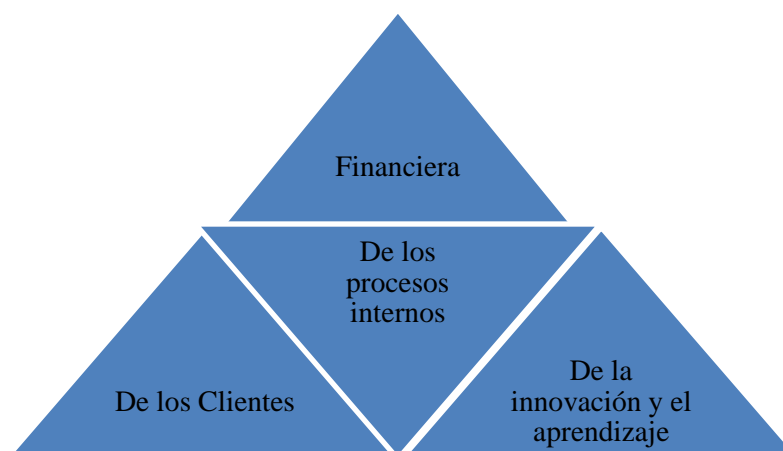 Financiera
De los
procesos
internos
De los Clientes
De la
innovación y el
aprendizaje